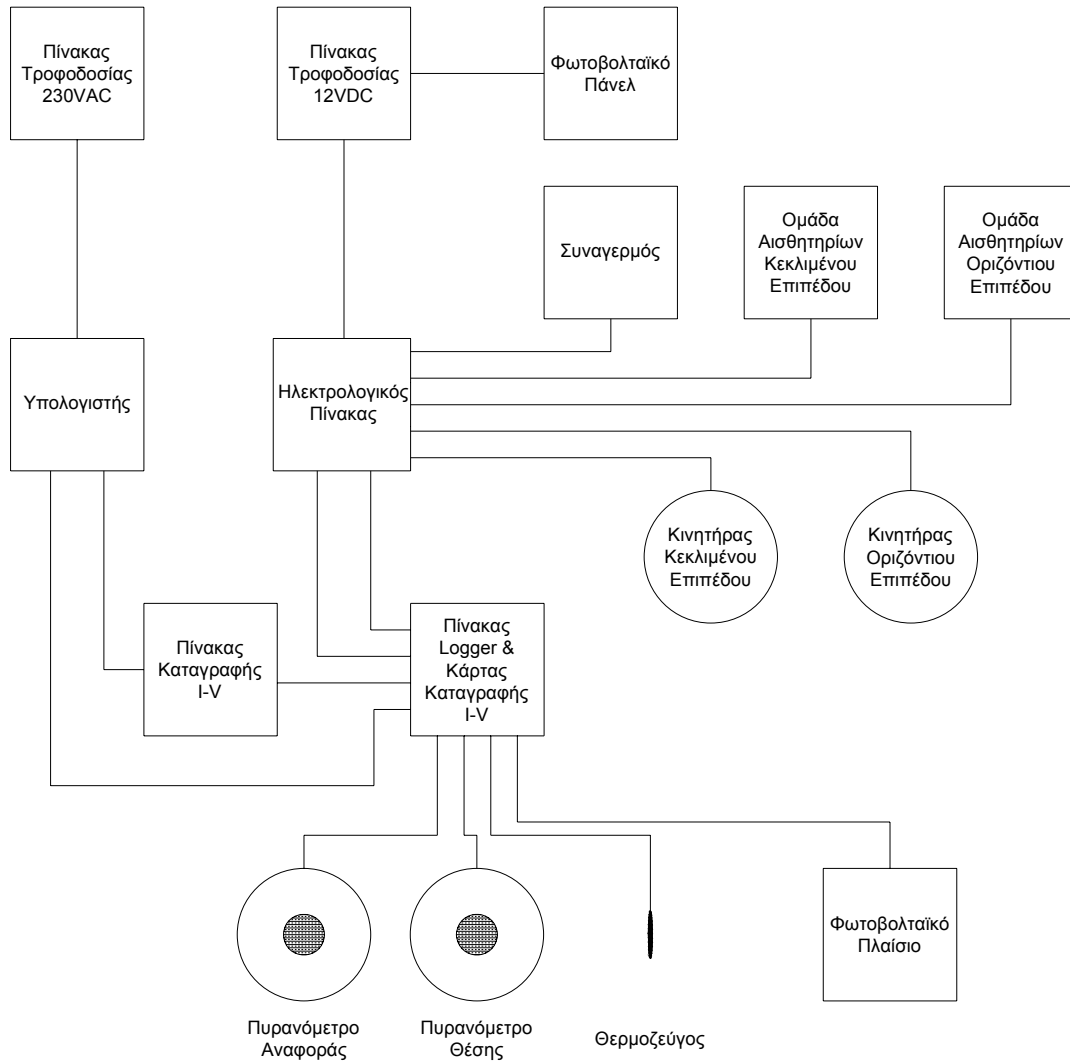 Πίνακας
Τροφοδοσίας
230VAC
Πίνακας
Τροφοδοσίας
12VDC
Φωτοβολταϊκό
Πάνελ
Συναγερμός
Ομάδα
Αισθητηρίων
Κεκλιμένου
Επιπέδου
Ομάδα
Αισθητηρίων
Οριζόντιου
Επιπέδου
Υπολογιστής
Ηλεκτρολογικός
Πίνακας
Κινητήρας
Κεκλιμένου
Επιπέδου
Κινητήρας
Οριζόντιου
Επιπέδου
Πίνακας
Καταγραφής
I-V
Πίνακας
Logger &
Κάρτας
Καταγραφής
I-V
Φωτοβολταϊκό
Πλαίσιο
Πυρανόμετρο
Αναφοράς
Πυρανόμετρο
Θέσης
Θερμοζεύγος